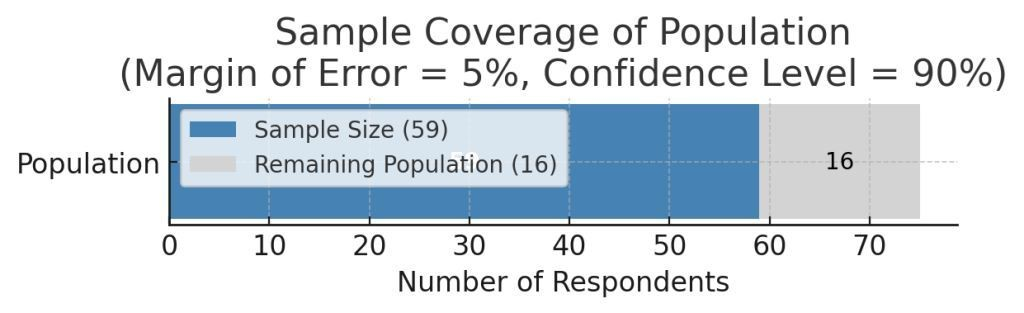 Sample Coverage of Population
(Margin of Error = 5%, Confidence Level = 90%)
Sample Size (59)
Remaining Population (16)
59
16
Population
0 10 20 30 40 50 60 70
Number of Respondents